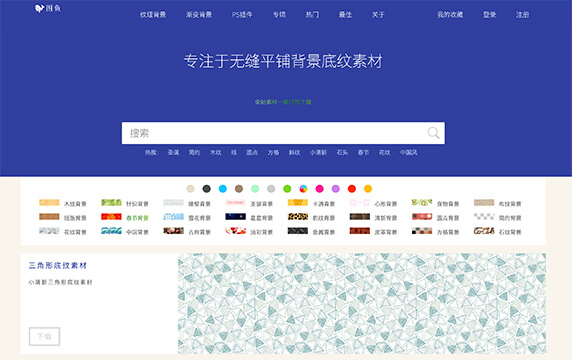 图鱼
纹理背景 渐变背景 PS插件 专辑 热门 最佳 关于 我的收藏 登录 注册
专注于无缝平铺背景底纹素材
全站素材一键打包下载
搜索
热搜: 圣诞 简约 木纹 纸 圆点 方格 斜纹 小清新 石头 春节 花纹 中国风
木纹背景 针织背景 墙壁背景 圣诞背景 卡通背景 心形背景 食物背景 布纹背景
纸张背景 春节背景 雪花背景 星星背景 豹纹背景 清新背景 圆点背景 简约背景
花纹背景 中国背景 古典背景 油彩背景 金属背景 皮革背景 方格背景 石纹背景
三角形底纹素材
小清新三角形底纹素材
下载